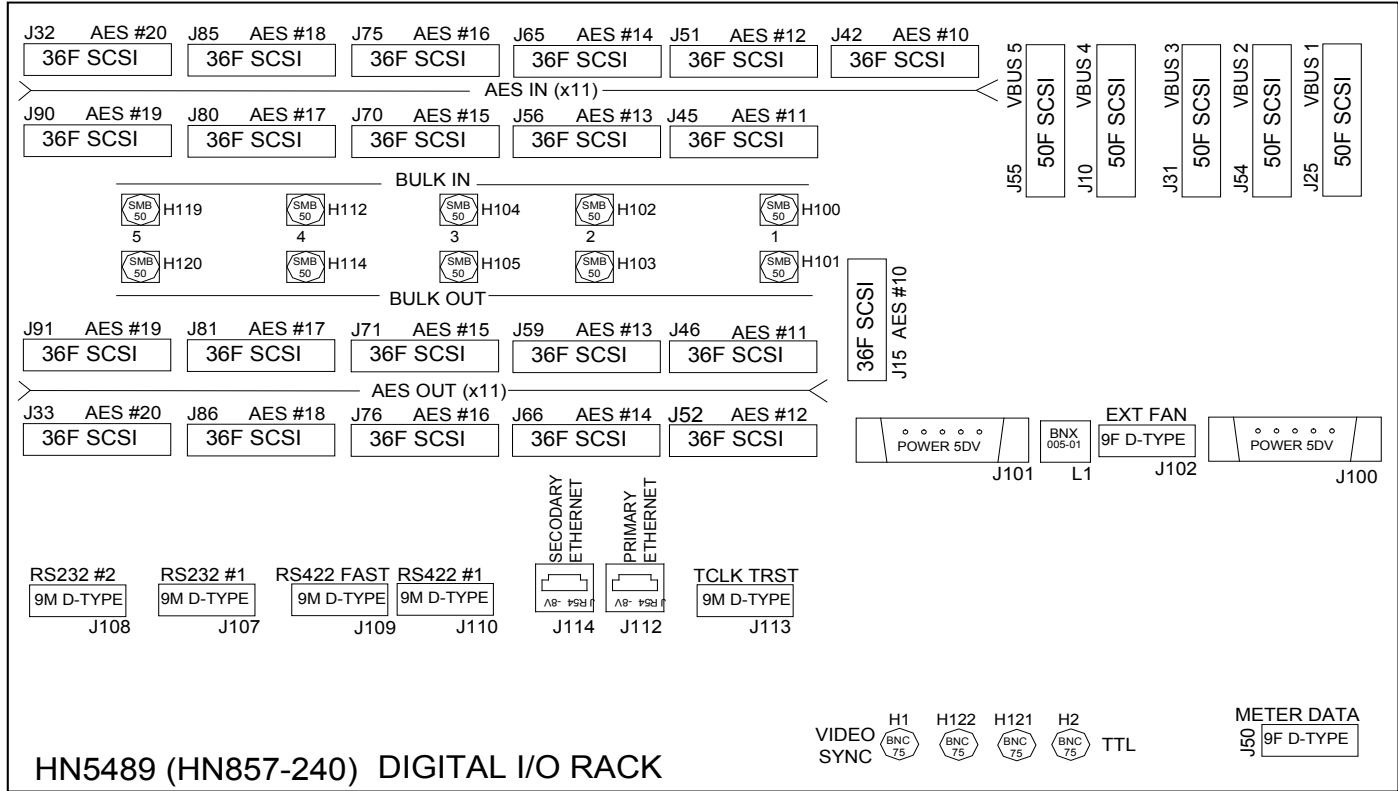 J32 AES #20 J85 AES #18 J75 AES #16 J65 AES #14 J51 AES #12 J42 AES #10
36F SCSI 36F SCSI 36F SCSI 36F SCSI 36F SCSI 36F SCSI
AES IN (x11)
J90 AES #19 J80 AES #17 J70 AES #15 J56 AES #13 J45 AES #11
36F SCSI 36F SCSI 36F SCSI 36F SCSI 36F SCSI
J55 VBUS 5
50F SCSI
J10 VBUS 4
50F SCSI
J31 VBUS 3
50F SCSI
J54 VBUS 2
50F SCSI
J25 VBUS 1
50F SCSI
BULK IN
SMB 50 H119 SMB 50 H112 SMB 50 H104 SMB 50 H102 SMB 50 H100
5 4 3 2 1
SMB 50 H120 SMB 50 H114 SMB 50 H105 SMB 50 H103 SMB 50 H101
BULK OUT
36F SCSI
J15 AES #10
J91 AES #19 J81 AES #17 J71 AES #15 J59 AES #13 J46 AES #11
36F SCSI 36F SCSI 36F SCSI 36F SCSI 36F SCSI
AES OUT (x11)
J33 AES #20 J86 AES #18 J76 AES #16 J66 AES #14 J52 AES #12
36F SCSI 36F SCSI 36F SCSI 36F SCSI 36F SCSI
POWER 5DV
J101
BNX
005-01
L1
EXT FAN
9F D-TYPE
J102
POWER 5DV
J100
RS232 #2
9M D-TYPE
J108
RS232 #1
9M D-TYPE
J107
RS422 FAST
9M D-TYPE
J109
RS422 #1
9M D-TYPE
J110
SECODARY
ETHERNET
JR54 -8V
J114
PRIMARY
ETHERNET
JR54 -8V
J112
TCLK TRST
9M D-TYPE
J113
VIDEO
SYNC
H1 H122 H121 H2
BNC 75 BNC 75 BNC 75 BNC 75
TTL
METER DATA
J50 9F D-TYPE
HN5489 (HN857-240) DIGITAL I/O RACK